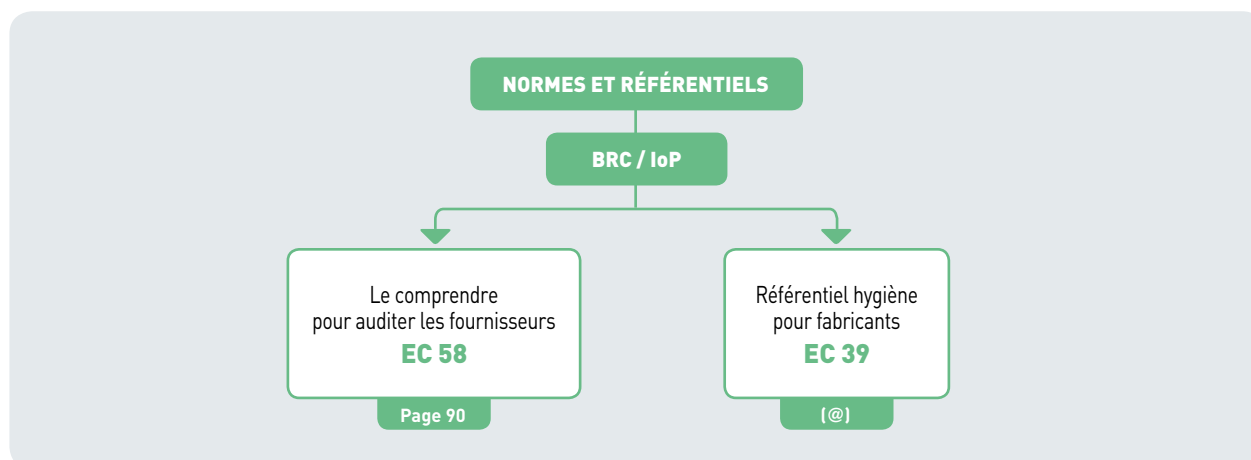 NORMES ET RÉFÉRENTIELS
BRC / IoP
Le comprendre
pour auditer les fournisseurs
EC 58
Page 90
Référentiel hygiène
pour fabricants
EC 39
(@)